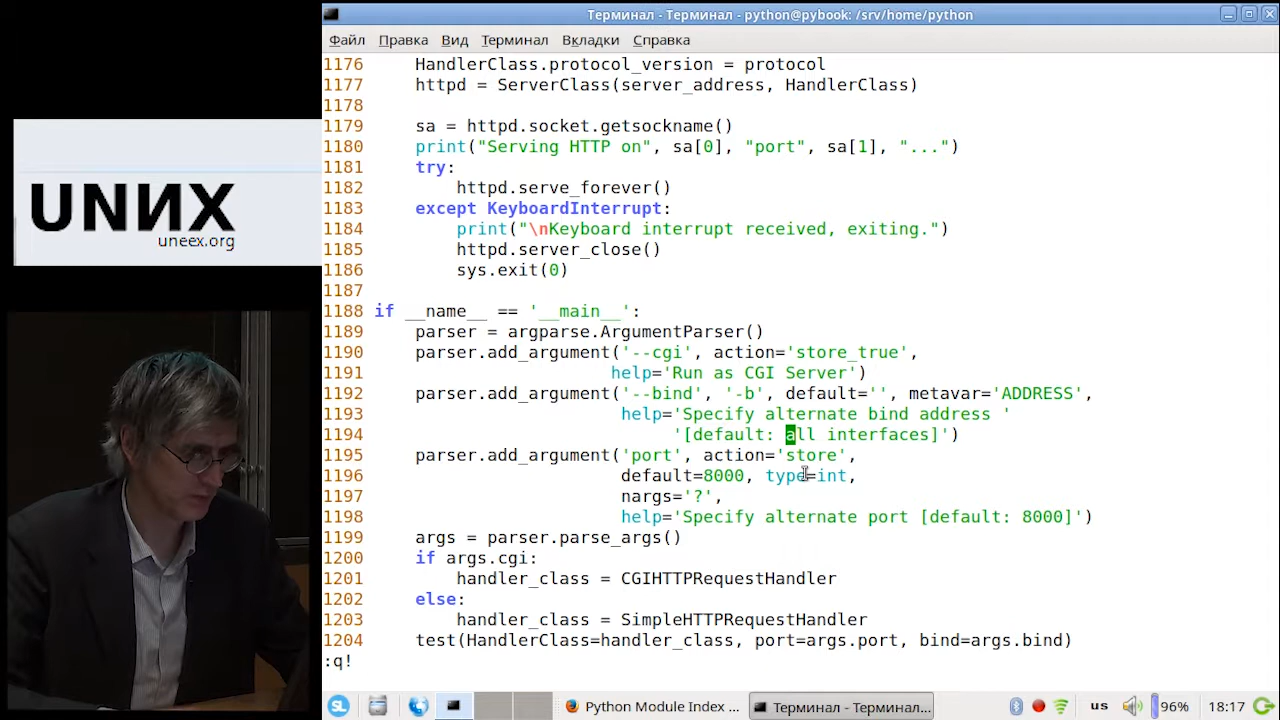 Терминал - Терминал - python@pybook: /srv/home/python
Файл Правка Вид Терминал Вкладки Справка
1176     HandlerClass.protocol_version = protocol
1177     httpd = ServerClass(server_address, HandlerClass)
1178
1179     sa = httpd.socket.getsockname()
1180     print("Serving HTTP on", sa[0], "port", sa[1], "...")
1181     try:
1182         httpd.serve_forever()
1183     except KeyboardInterrupt:
1184         print("\nKeyboard interrupt received, exiting.")
1185         httpd.server_close()
1186         sys.exit(0)
1187
1188 if __name__ == '__main__':
1189     parser = argparse.ArgumentParser()
1190     parser.add_argument('--cgi', action='store_true',
1191                        help='Run as CGI Server')
1192     parser.add_argument('--bind', '-b', default='', metavar='ADDRESS',
1193                         help='Specify alternate bind address '
1194                              '[default: all interfaces]')
1195     parser.add_argument('port', action='store',
1196                         default=8000, type=int,
1197                         nargs='?',
1198                         help='Specify alternate port [default: 8000]')
1199     args = parser.parse_args()
1200     if args.cgi:
1201         handler_class = CGIHTTPRequestHandler
1202     else:
1203         handler_class = SimpleHTTPRequestHandler
1204     test(HandlerClass=handler_class, port=args.port, bind=args.bind)
:q!
UNИX
uneex.org
SL
Python Module Index ...
Терминал - Терминал...
us
96%
18:17